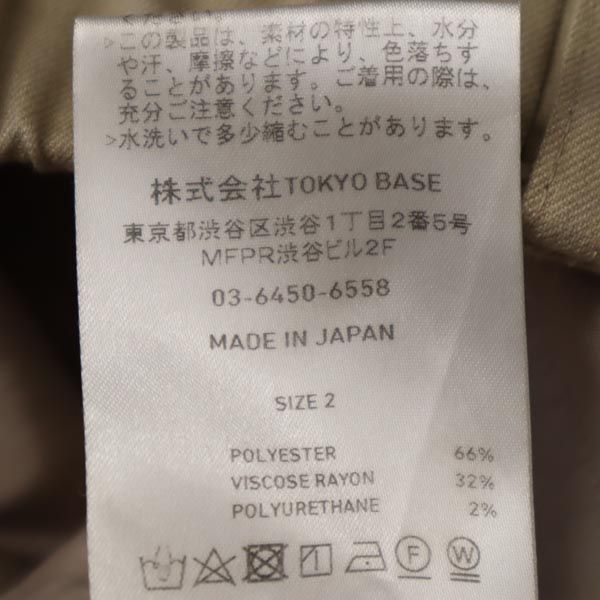 ください。
>この製品は、素材の特性上、水分
や汗、摩擦などにより、色落ちす
ることがあります。ご着用の際は、
充分ご注意ください。
>水洗いで多少縮むことがあります。
株式会社TOKYO BASE
東京都渋谷区渋谷1丁目2番5号
MFPR渋谷ビル2F
03-6450-6558
MADE IN JAPAN
SIZE 2
POLYESTER 66%
VISCOSE RAYON 32%
POLYURETHANE 2%
F W